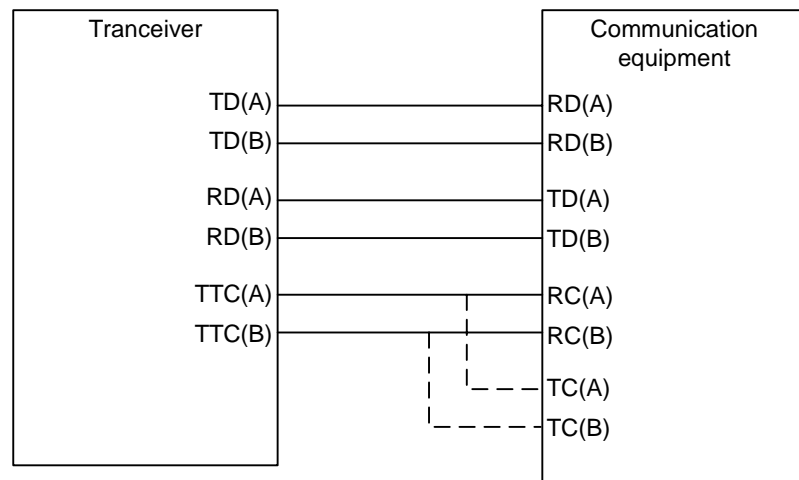 Tranceiver
TD(A)
TD(B)
RD(A)
RD(B)
TTC(A)
TTC(B)
Communication
equipment
RD(A)
RD(B)
TD(A)
TD(B)
RC(A)
RC(B)
TC(A)
TC(B)